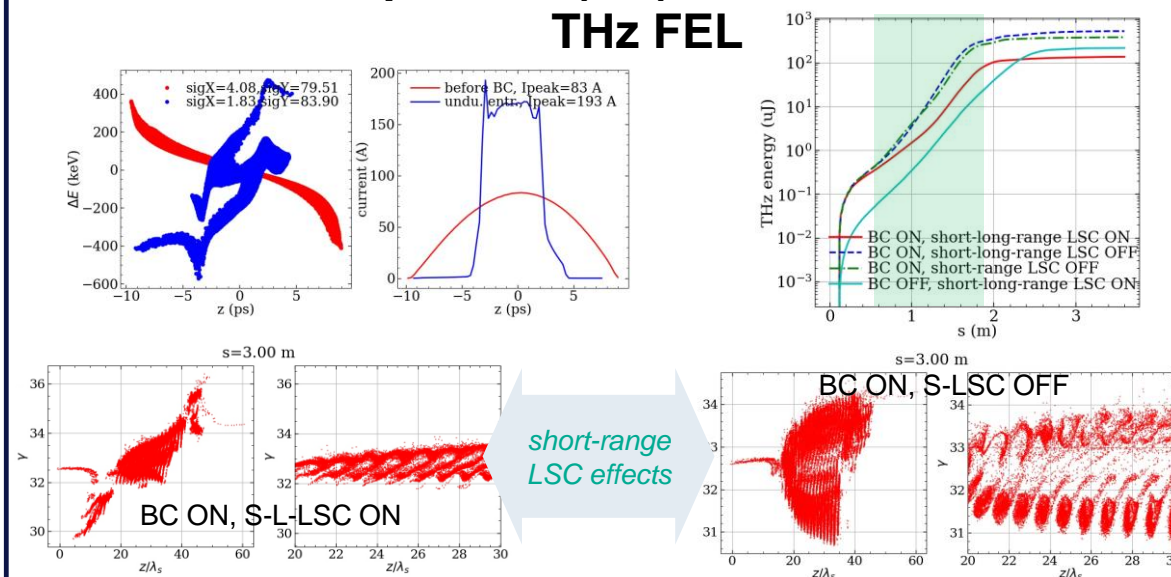 THz FEL
sigX=4.08,sigY=79.51
sigX=1.83,sigY=83.90
400
200
0
−200
−400
−600
ΔE (keV)
−10
−5
0
5
z (ps)
before BC, Ipeak=83 A
undu. entr., Ipeak=193 A
200
150
100
50
0
current (A)
−10
−5
0
5
z (ps)
10³
10²
10¹
10⁰
10⁻¹
10⁻²
10⁻³
THz energy (uJ)
BC ON, short-long-range LSC ON
BC ON, short-long-range LSC OFF
BC ON, short-range LSC OFF
BC OFF, short-long-range LSC ON
0
1
2
3
s (m)
s=3.00 m
36
34
32
30
γ
BC ON, S-L-LSC ON
0
20
40
60
z/λs
36
34
32
30
γ
20
22
24
26
28
30
z/λs
short-range
LSC effects
s=3.00 m
BC ON, S-LSC OFF
34
33
32
31
γ
0
20
40
60
z/λs
34
33
32
31
γ
20
22
24
26
28
z/λs